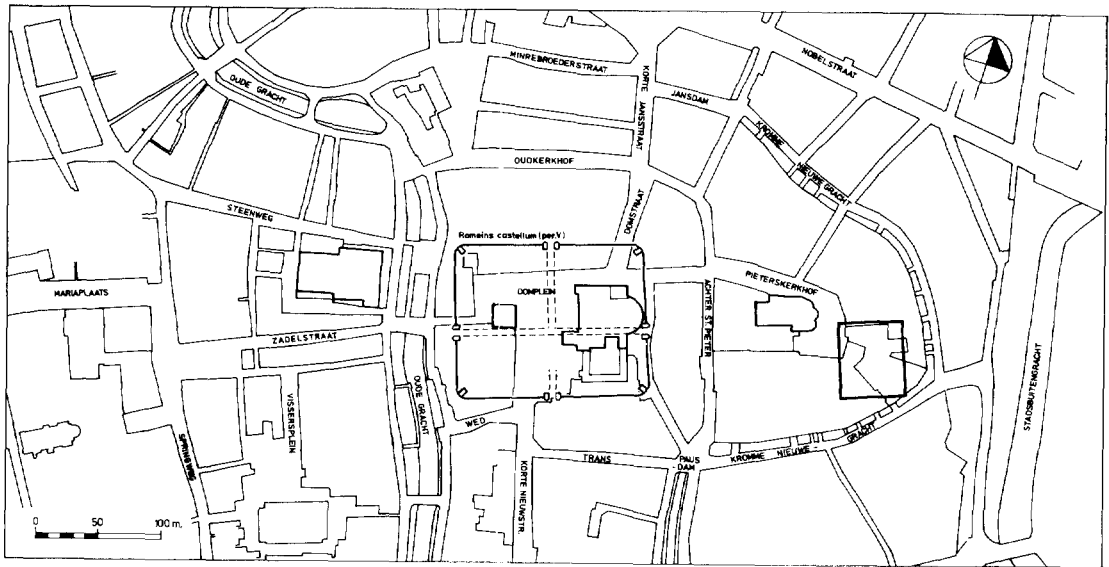 NOBELSTRAAT
MINREBROEDERSTRAAT
OUDE GRACHT
KORTE JANSSTRAAT
JANSDAM
KROMME NIEUWE GRACHT
OUDKERKHOF
STEENWEG
DOMSTRAAT
Romeins castellum (per. V)
PIETERSKERKHOF
MARIAPLAATS
DOMPLEIN
ACHTER ST. PIETER
ZADELSTRAAT
STADSBUITENGRACHT
VISSERSPLEIN
OUDE GRACHT
WED
SPRINGWEG
TRANS
PAUS
DAM
KROMME NIEUWE GRACHT
KORTE NIEUWSTR.
0 50 100 m.